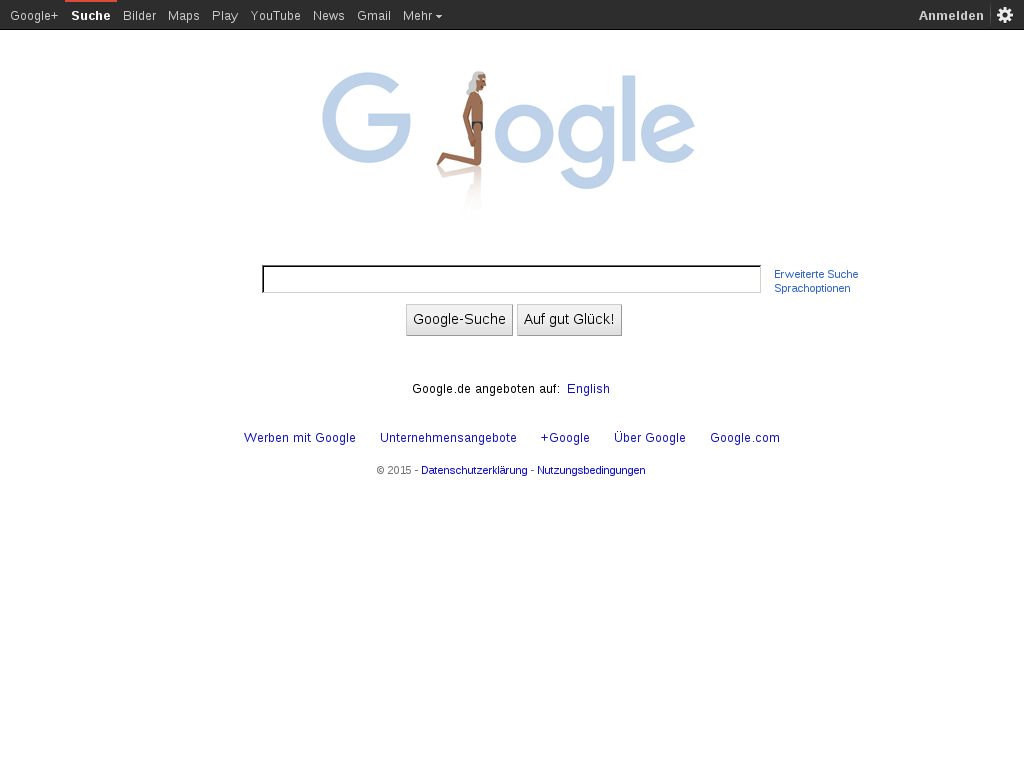 Google+ Suche Bilder Maps Play YouTube News Gmail Mehr Anmelden
G ogle
Erweiterte Suche
Sprachoptionen
Google-Suche Auf gut Glück!
Google.de angeboten auf: English
Werben mit Google Unternehmensangebote +Google Über Google Google.com
© 2015 - Datenschutzerklärung - Nutzungsbedingungen